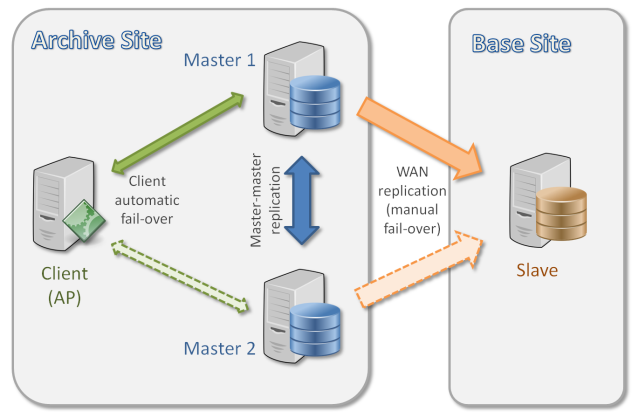 Archive Site
Base Site
Master 1
Client
automatic
fail-over
Master-master
replication
WAN
replication
(manual
fail-over)
Client
(AP)
Slave
Master 2